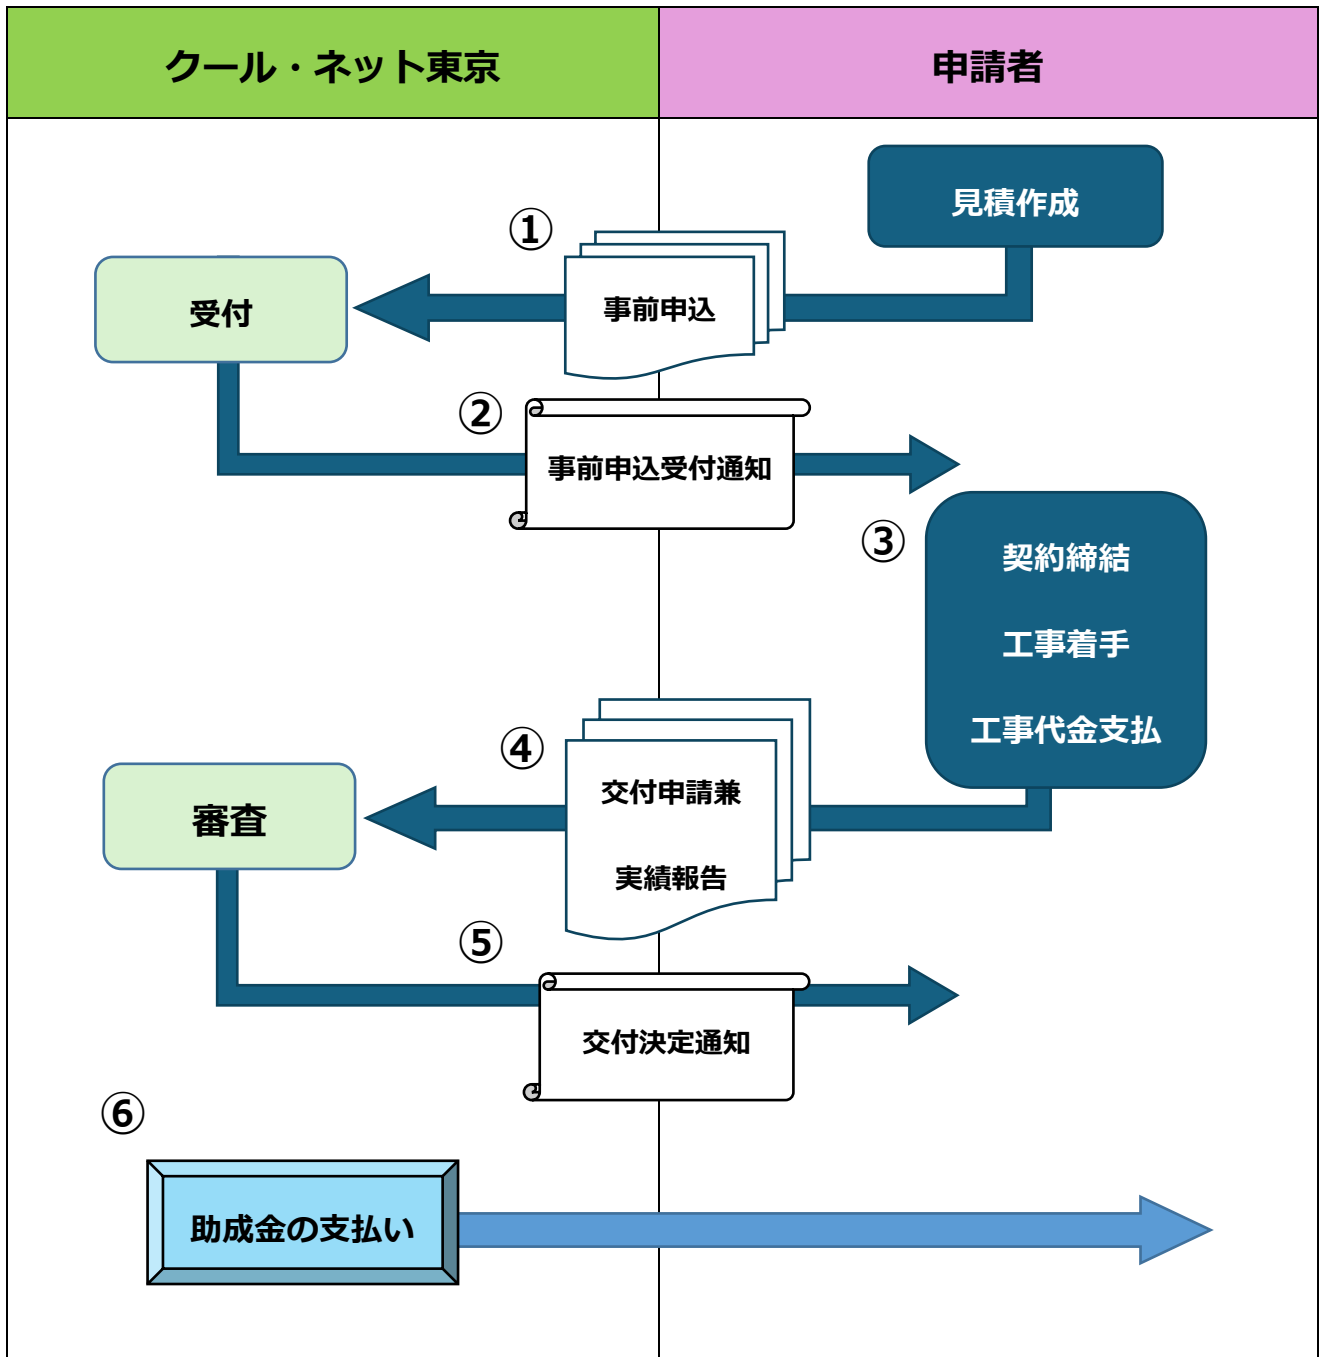 クール・ネット東京
申請者
見積作成
①
事前申込
受付
②
事前申込受付通知
③
契約締結
工事着手
工事代金支払
④
交付申請兼
実績報告
審査
⑤
交付決定通知
⑥
助成金の支払い